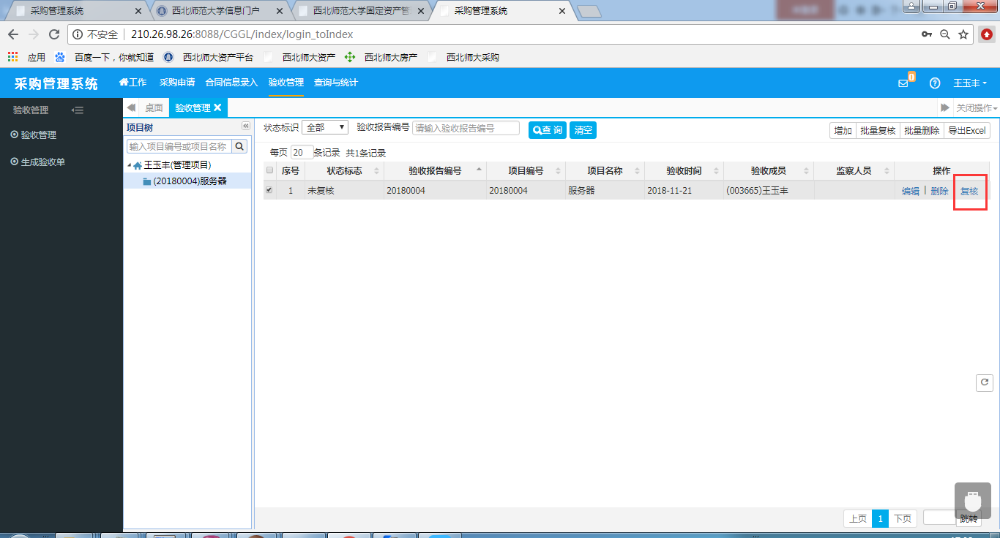 采购管理系统
西北师范大学信息门户
西北师范大学固定资产管
采购管理系统
不安全
210.26.98.26:8088/CGGL/index/login_toIndex
应用 百度一下，你就知道 西北师大资产平台 西北师大资产 西北师大房产 西北师大采购
采购管理系统 工作 采购申请 合同信息录入 验收管理 查询与统计 0 王玉丰
验收管理
桌面 验收管理 关闭操作
验收管理
生成验收单
项目树
输入项目编号或项目名称
王玉丰(管理项目)
(20180004)服务器
状态标识 全部 验收报告编号 请输入验收报告编号 查 询 清空 增加 批量复核 批量删除 导出Excel
每页 20 条记录 共1条记录
序号 状态标志 验收报告编号 项目编号 项目名称 验收时间 验收成员 监察人员 操作
1 未复核 20180004 20180004 服务器 2018-11-21 (003665)王玉丰 编辑 | 删除 复核
上页 1 下页 跳转